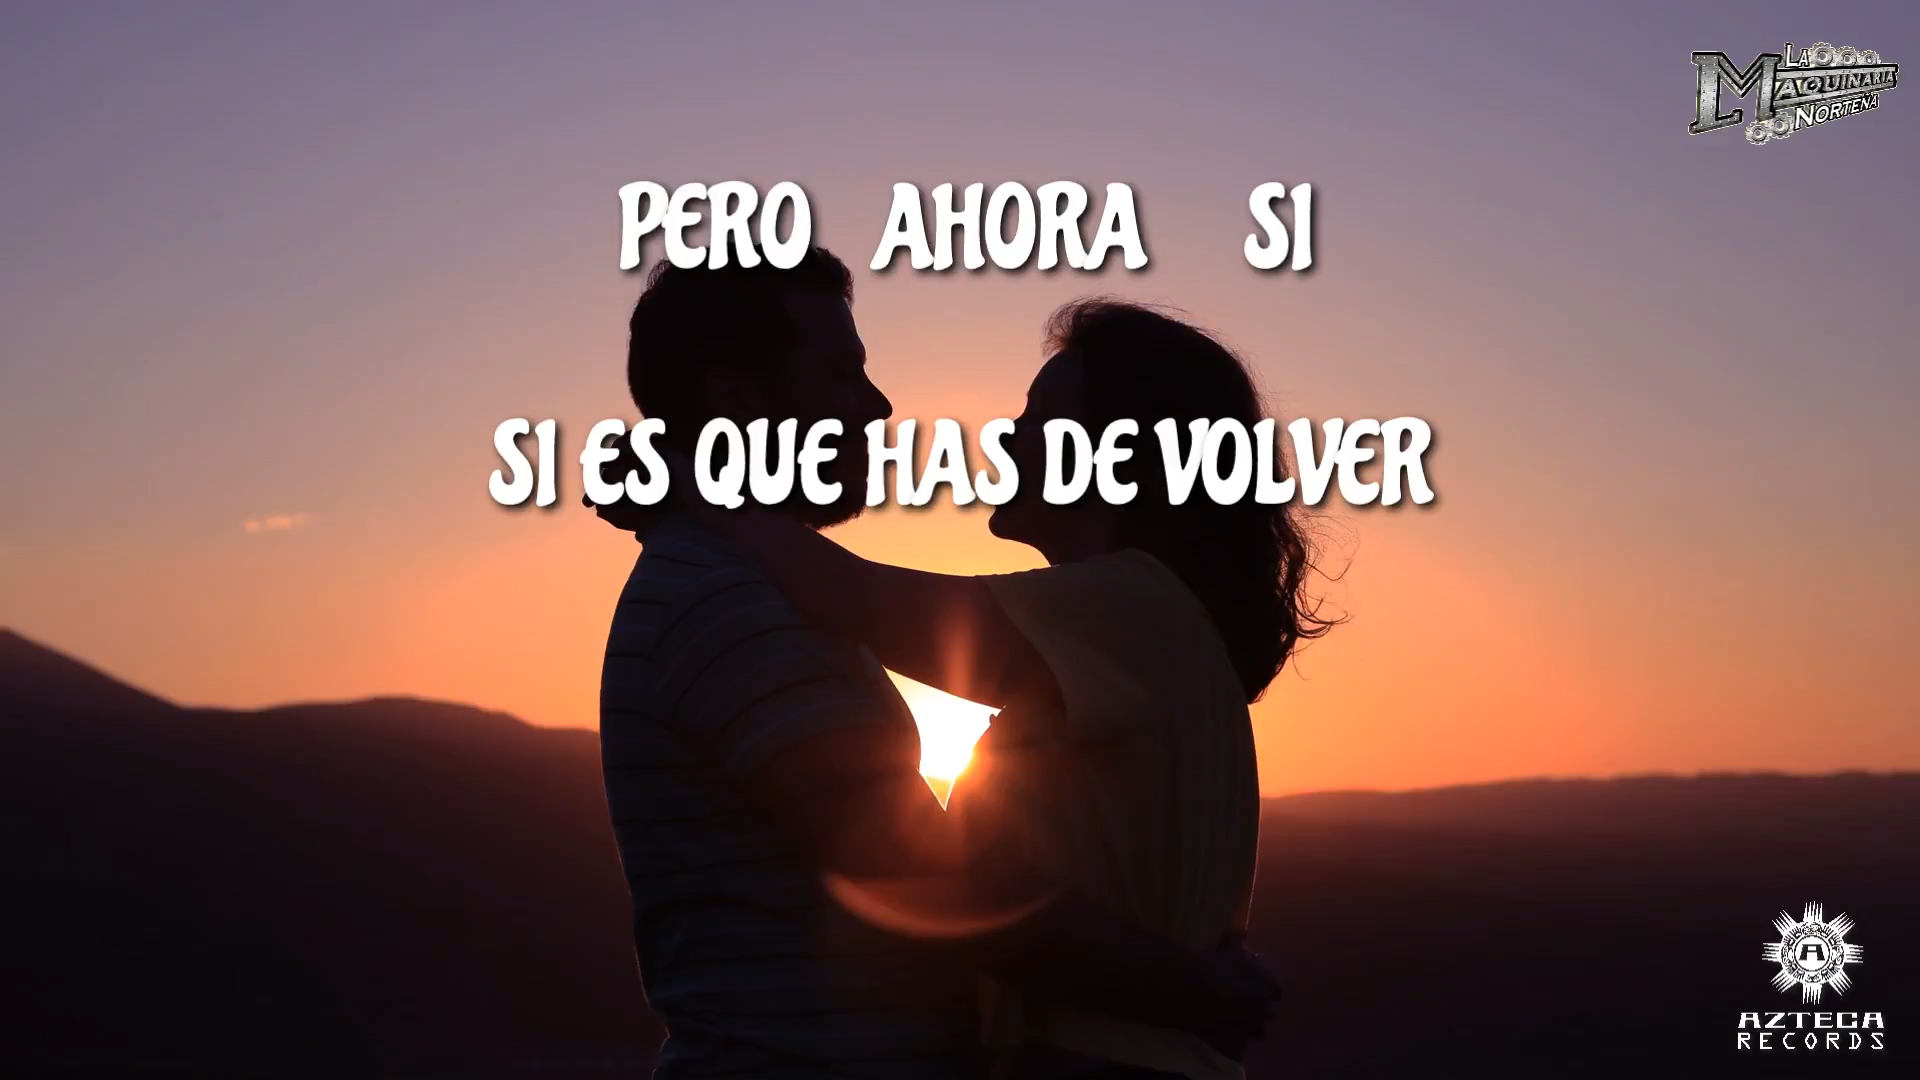 LA
MAQUINARIA
NORTEÑA
PERO AHORA SI
SI ES QUE HAS DE VOLVER
A
AZTECA
RECORDS